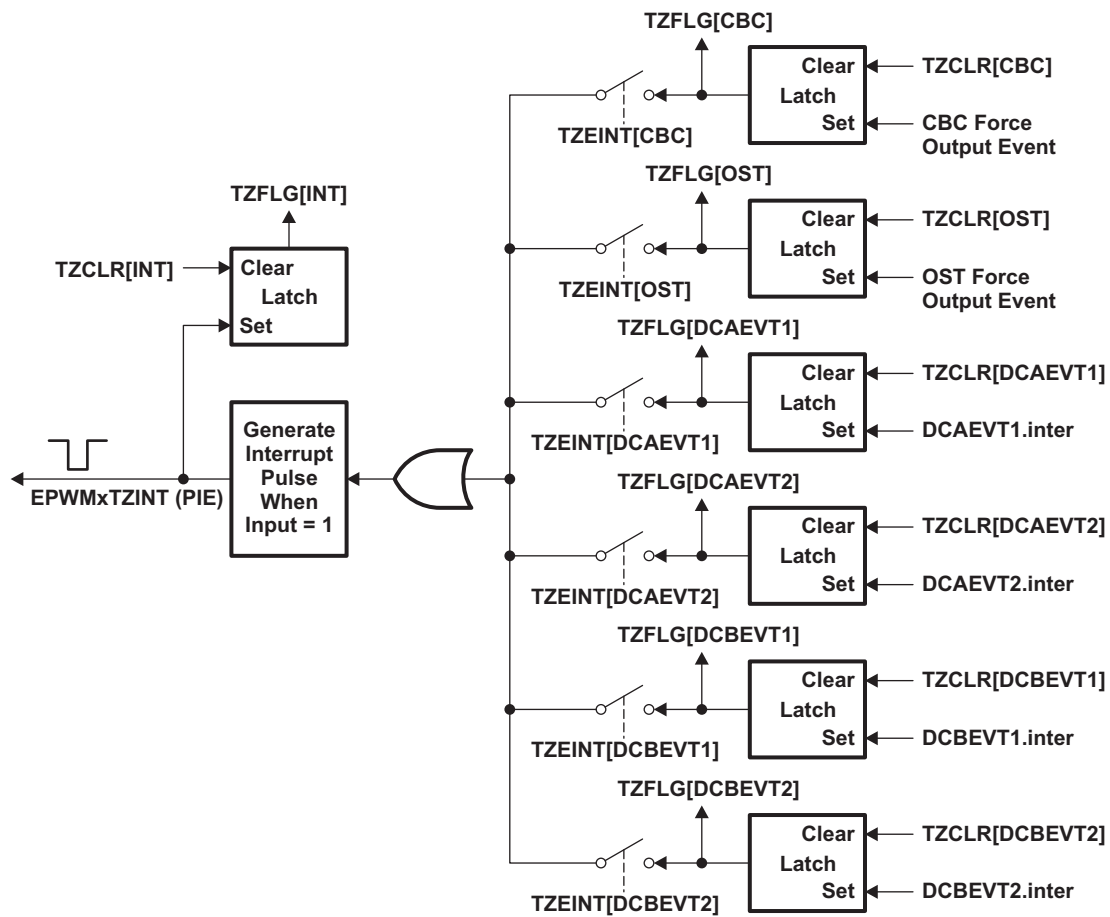 TZFLG[CBC]
Clear
TZCLR[CBC]
Latch
Set
CBC Force
Output Event
TZEINT[CBC]
TZFLG[OST]
Clear
TZCLR[OST]
Latch
Set
OST Force
Output Event
TZEINT[OST]
TZFLG[INT]
TZCLR[INT]
Clear
Latch
Set
TZFLG[DCAEVT1]
Clear
TZCLR[DCAEVT1]
Latch
Set
DCAEVT1.inter
TZEINT[DCAEVT1]
Generate
Interrupt
Pulse
When
Input = 1
EPWMxTZINT (PIE)
TZFLG[DCAEVT2]
Clear
TZCLR[DCAEVT2]
Latch
Set
DCAEVT2.inter
TZEINT[DCAEVT2]
TZFLG[DCBEVT1]
Clear
TZCLR[DCBEVT1]
Latch
Set
DCBEVT1.inter
TZEINT[DCBEVT1]
TZFLG[DCBEVT2]
Clear
TZCLR[DCBEVT2]
Latch
Set
DCBEVT2.inter
TZEINT[DCBEVT2]